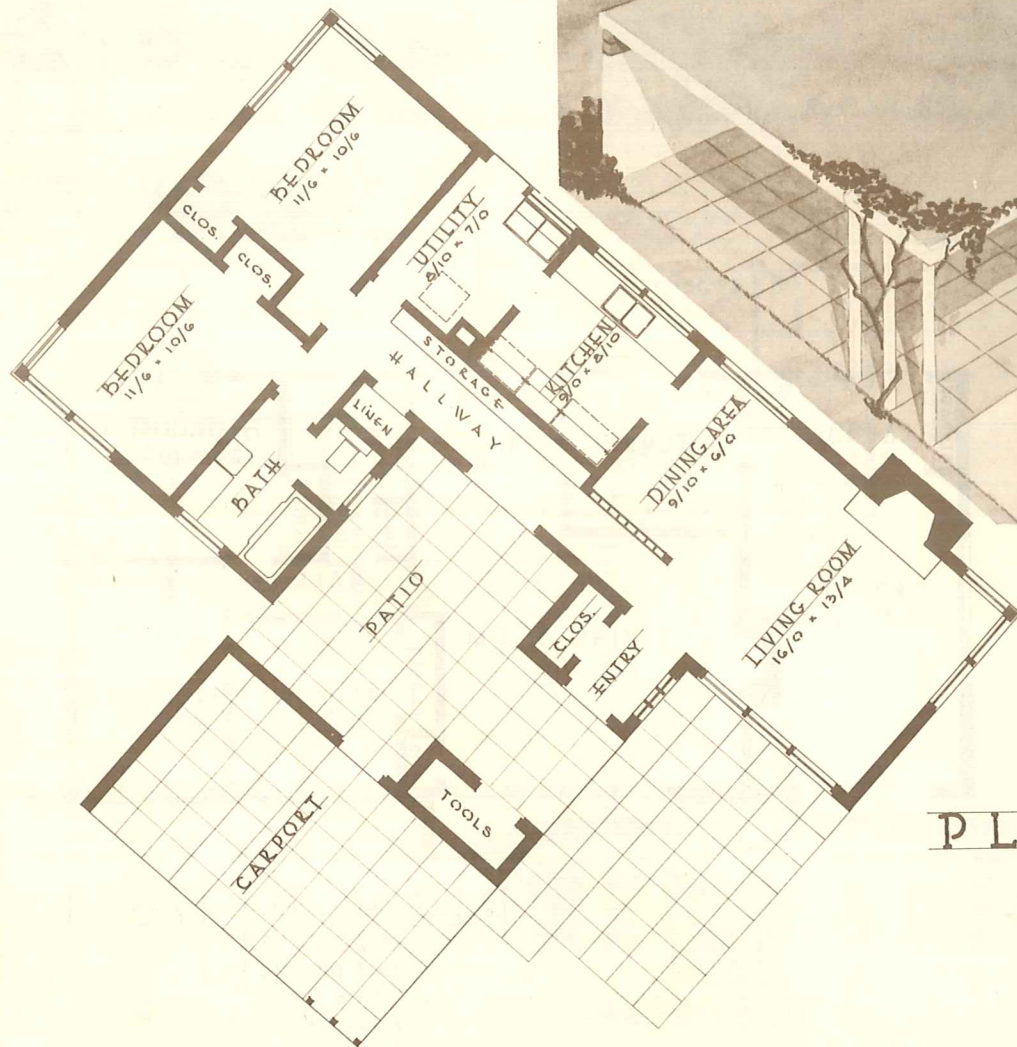 BEDROOM
11/6 × 10/6
CLOS.
CLOS.
BEDROOM
11/6 × 10/6
UTILITY
8/10 × 7/0
STORAGE
HALLWAY
KITCHEN
9/0 × 8/10
LINEN
BATH
DINING AREA
9/10 × 6/0
LIVING ROOM
16/0 × 13/4
PATIO
CLOS.
ENTRY
TOOLS
CARPORT
PL